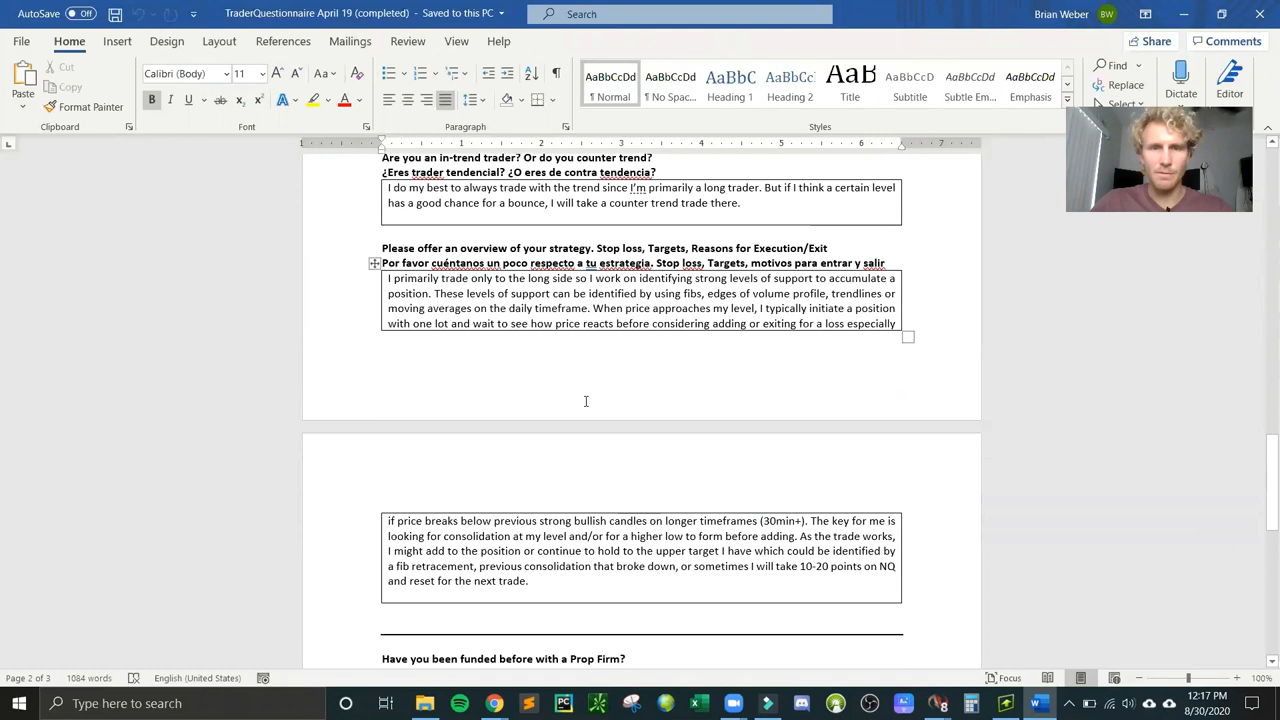 AutoSave Off TraderQuestionnaire April 19 (completed) - Saved to this PC Search Brian Weber BW
File Home Insert Design Layout References Mailings Review View Help Share Comments
Paste Cut Copy Format Painter
Clipboard
Calibri (Body) 11 Aa
B I U ab x₂ x² A A
Font
Paragraph
AaBbCcDd AaBbCcDd AaBbC AaBbCc AaB AaBbCcD AaBbCcDd AaBbCcDd
¶ Normal ¶ No Spac... Heading 1 Heading 2 Title Subtitle Subtle Em... Emphasis
Styles
Find Replace Select
Dictate Editor
1 1 2 3 4 5 6 7
Are you an in-trend trader? Or do you counter trend?
¿Eres trader tendencial? ¿O eres de contra tendencia?
I do my best to always trade with the trend since I'm primarily a long trader. But if I think a certain level
has a good chance for a bounce, I will take a counter trend trade there.
Please offer an overview of your strategy. Stop loss, Targets, Reasons for Execution/Exit
Por favor cuéntanos un poco respecto a tu estrategia. Stop loss, Targets, motivos para entrar y salir
I primarily trade only to the long side so I work on identifying strong levels of support to accumulate a
position. These levels of support can be identified by using fibs, edges of volume profile, trendlines or
moving averages on the daily timeframe. When price approaches my level, I typically initiate a position
with one lot and wait to see how price reacts before considering adding or exiting for a loss especially
if price breaks below previous strong bullish candles on longer timeframes (30min+). The key for me is
looking for consolidation at my level and/or for a higher low to form before adding. As the trade works,
I might add to the position or continue to hold to the upper target I have which could be identified by
a fib retracement, previous consolidation that broke down, or sometimes I will take 10-20 points on NQ
and reset for the next trade.
Have you been funded before with a Prop Firm?
Page 2 of 3 1084 words English (United States) Focus 100%
Type here to search 12:17 PM
8/30/2020